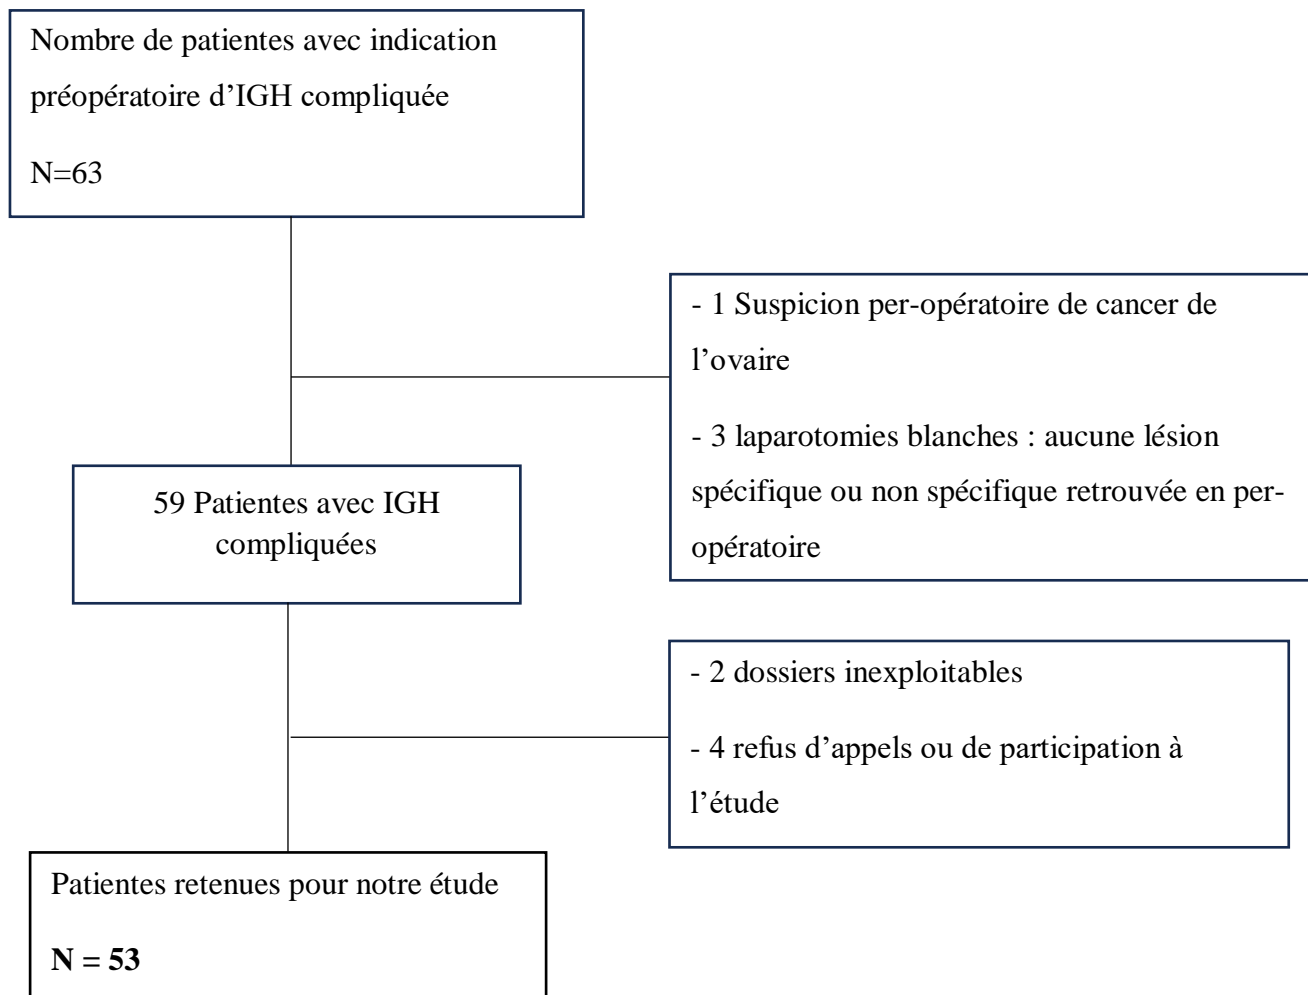 Nombre de patientes avec indication
préopératoire d’IGH compliquée
N=63
- 1 Suspicion per-opératoire de cancer de
l’ovaire
- 3 laparotomies blanches : aucune lésion
spécifique ou non spécifique retrouvée en per-
opératoire
59 Patientes avec IGH
compliquées
- 2 dossiers inexploitables
- 4 refus d’appels ou de participation à
l’étude
Patientes retenues pour notre étude
N = 53